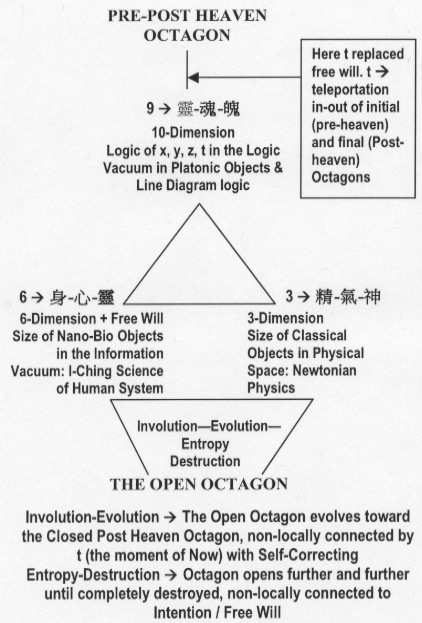 PRE-POST HEAVEN
OCTAGON
Here t replaced
free will. t →
teleportation
in-out of initial
(pre-heaven)
and final (Post-
heaven)
Octagons
9 → 靈-魂-魄
10-Dimension
Logic of x, y, z, t in the Logic
Vacuum in Platonic Objects &
Line Diagram logic
6 → 身-心-靈
6-Dimension + Free Will
Size of Nano-Bio Objects
in the Information
Vacuum: I-Ching Science
of Human System
3 → 精-氣-神
3-Dimension
Size of Classical
Objects in Physical
Space: Newtonian
Physics
Involution—Evolution—
Entropy
Destruction
THE OPEN OCTAGON
Involution-Evolution → The Open Octagon evolves toward
the Closed Post Heaven Octagon, non-locally connected by
t (the moment of Now) with Self-Correcting
Entropy-Destruction → Octagon opens further and further
until completely destroyed, non-locally connected to
Intention / Free Will